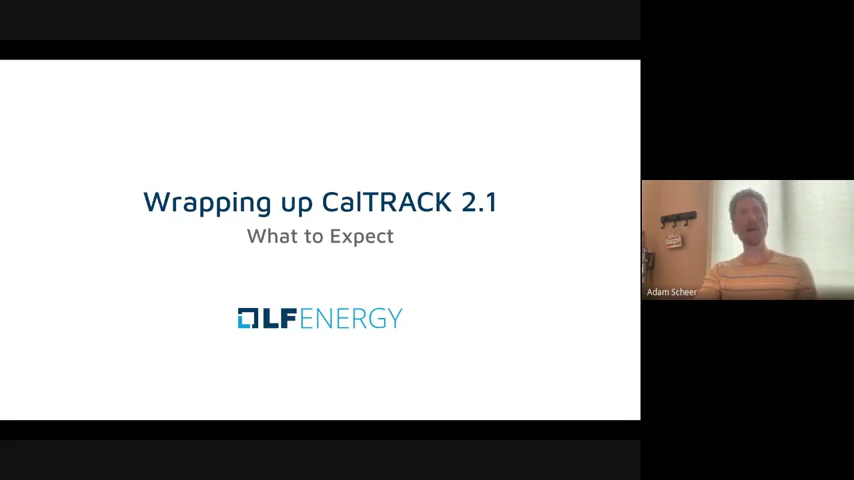 Wrapping up CalTRACK 2.1
What to Expect
LFENERGY
Adam Scheer